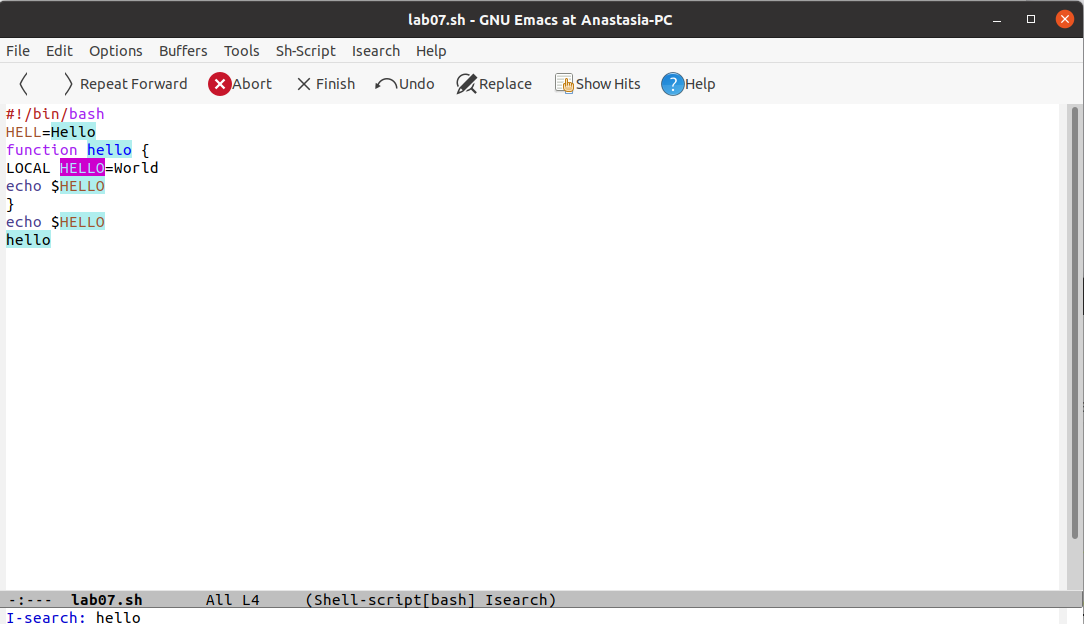 lab07.sh - GNU Emacs at Anastasia-PC
File Edit Options Buffers Tools Sh-Script Isearch Help
Repeat Forward Abort Finish Undo Replace Show Hits Help
#!/bin/bash
HELL=Hello
function hello {
LOCAL HELLO=World
echo $HELLO
}
echo $HELLO
hello
-:--- lab07.sh All L4 (Shell-script[bash] Isearch)
I-search: hello